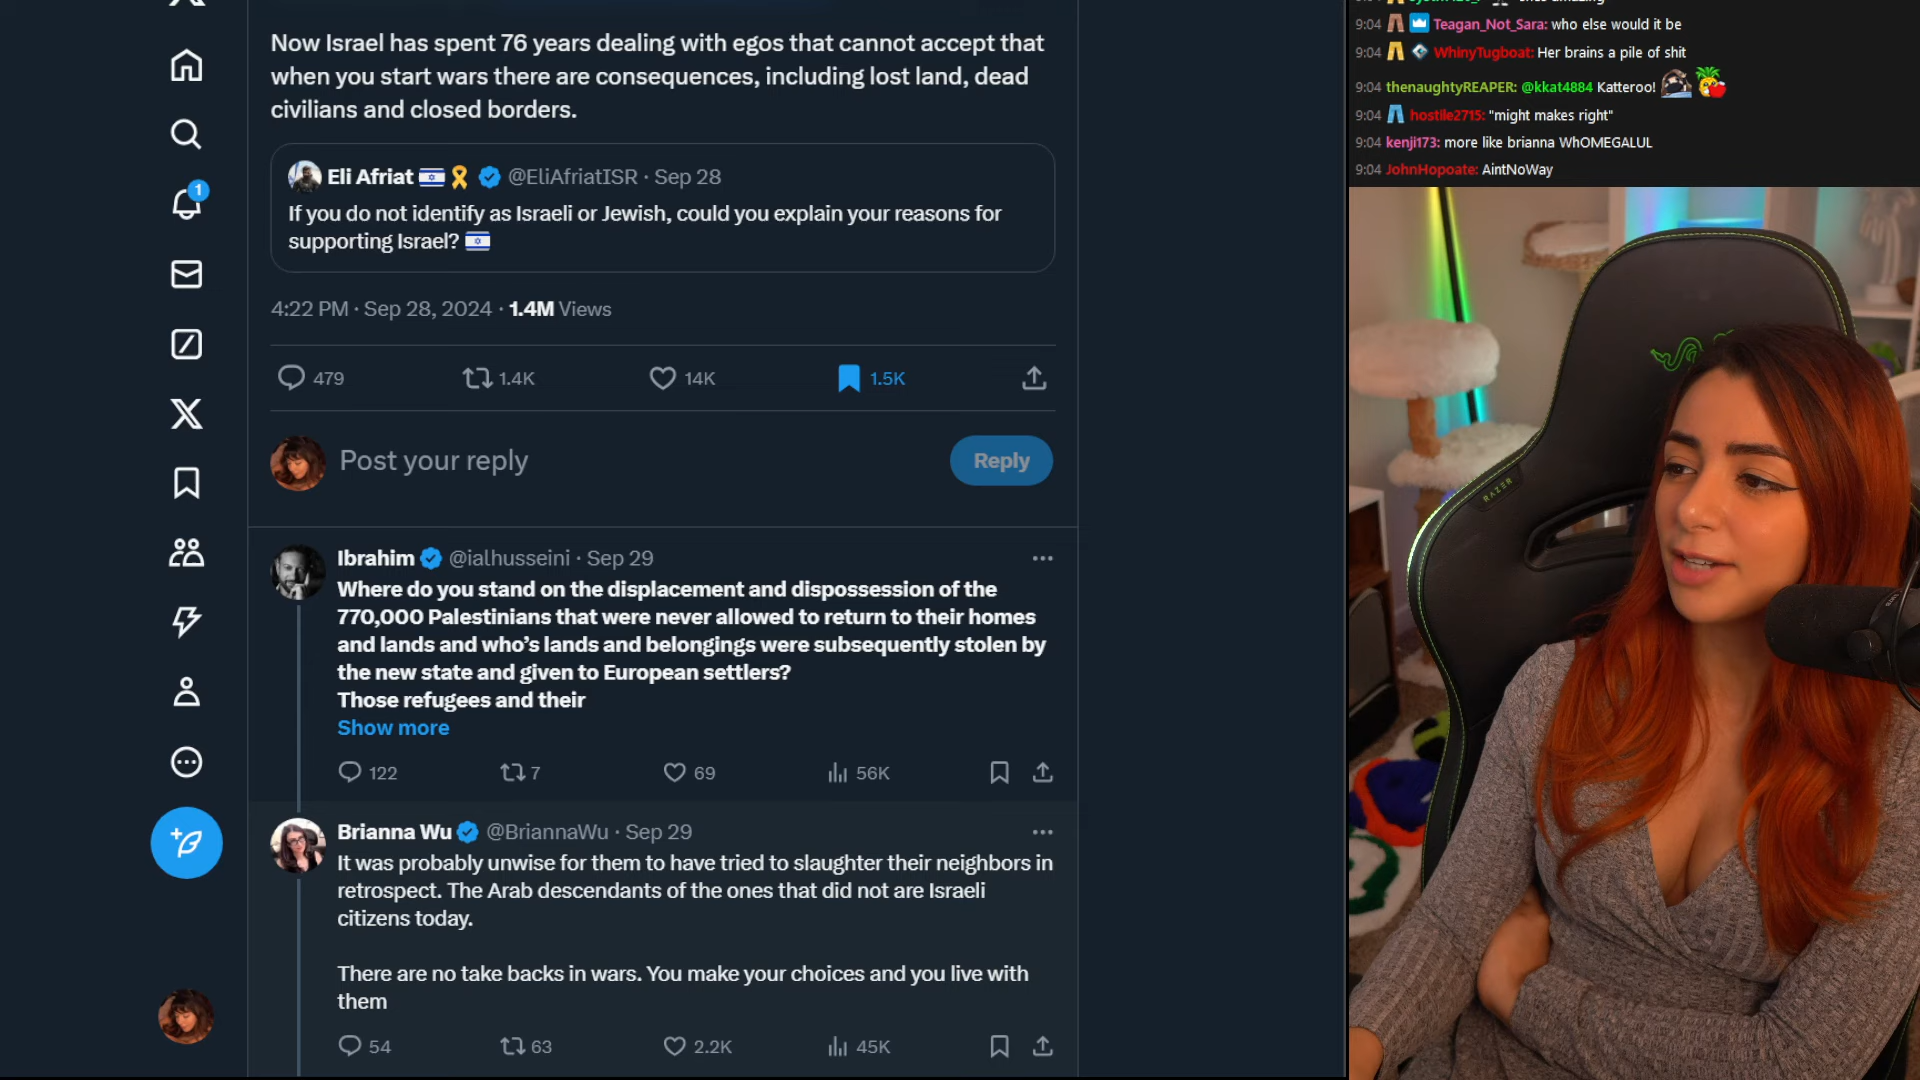 Now Israel has spent 76 years dealing with egos that cannot accept that
when you start wars there are consequences, including lost land, dead
civilians and closed borders.
Eli Afriat @EliAfriatISR · Sep 28
If you do not identify as Israeli or Jewish, could you explain your reasons for
supporting Israel?
4:22 PM · Sep 28, 2024 · 1.4M Views
479 1.4K 14K 1.5K
Post your reply
Reply
1
Ibrahim @ialhusseini · Sep 29
Where do you stand on the displacement and dispossession of the
770,000 Palestinians that were never allowed to return to their homes
and lands and who's lands and belongings were subsequently stolen by
the new state and given to European settlers?
Those refugees and their
Show more
122 7 69 56K
Brianna Wu @BriannaWu · Sep 29
It was probably unwise for them to have tried to slaughter their neighbors in
retrospect. The Arab descendants of the ones that did not are Israeli
citizens today.
There are no take backs in wars. You make your choices and you live with
them
54 63 2.2K 45K
9:04 Teagan_Not_Sara: who else would it be
9:04 WhinyTugboat: Her brains a pile of shit
9:04 thenaughtyREAPER: @kkat4884 Katteroo!
9:04 hostile2715: "might makes right"
9:04 kenji173: more like brianna WhOMEGALUL
9:04 JohnHopoate: AintNoWay
RAZER